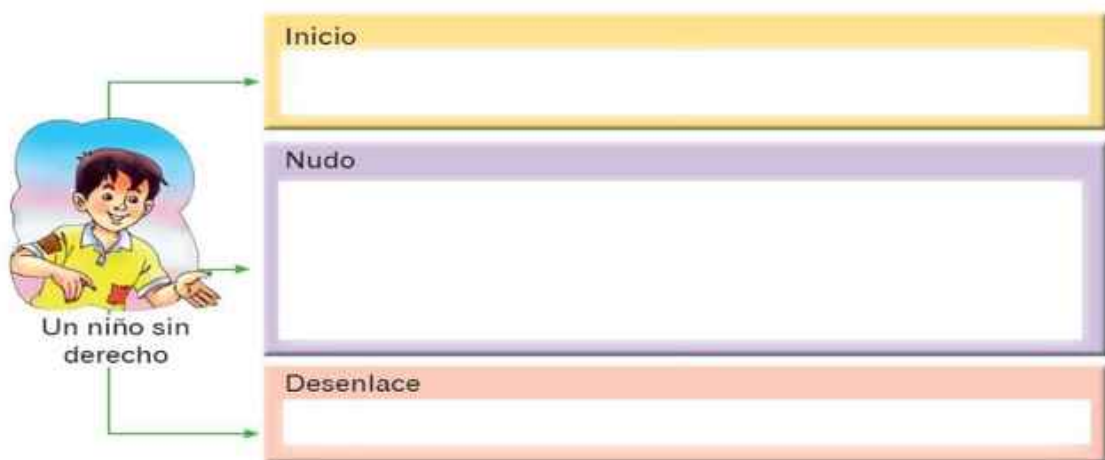 Inicio
Nudo
Un niño sin
derecho
Desenlace